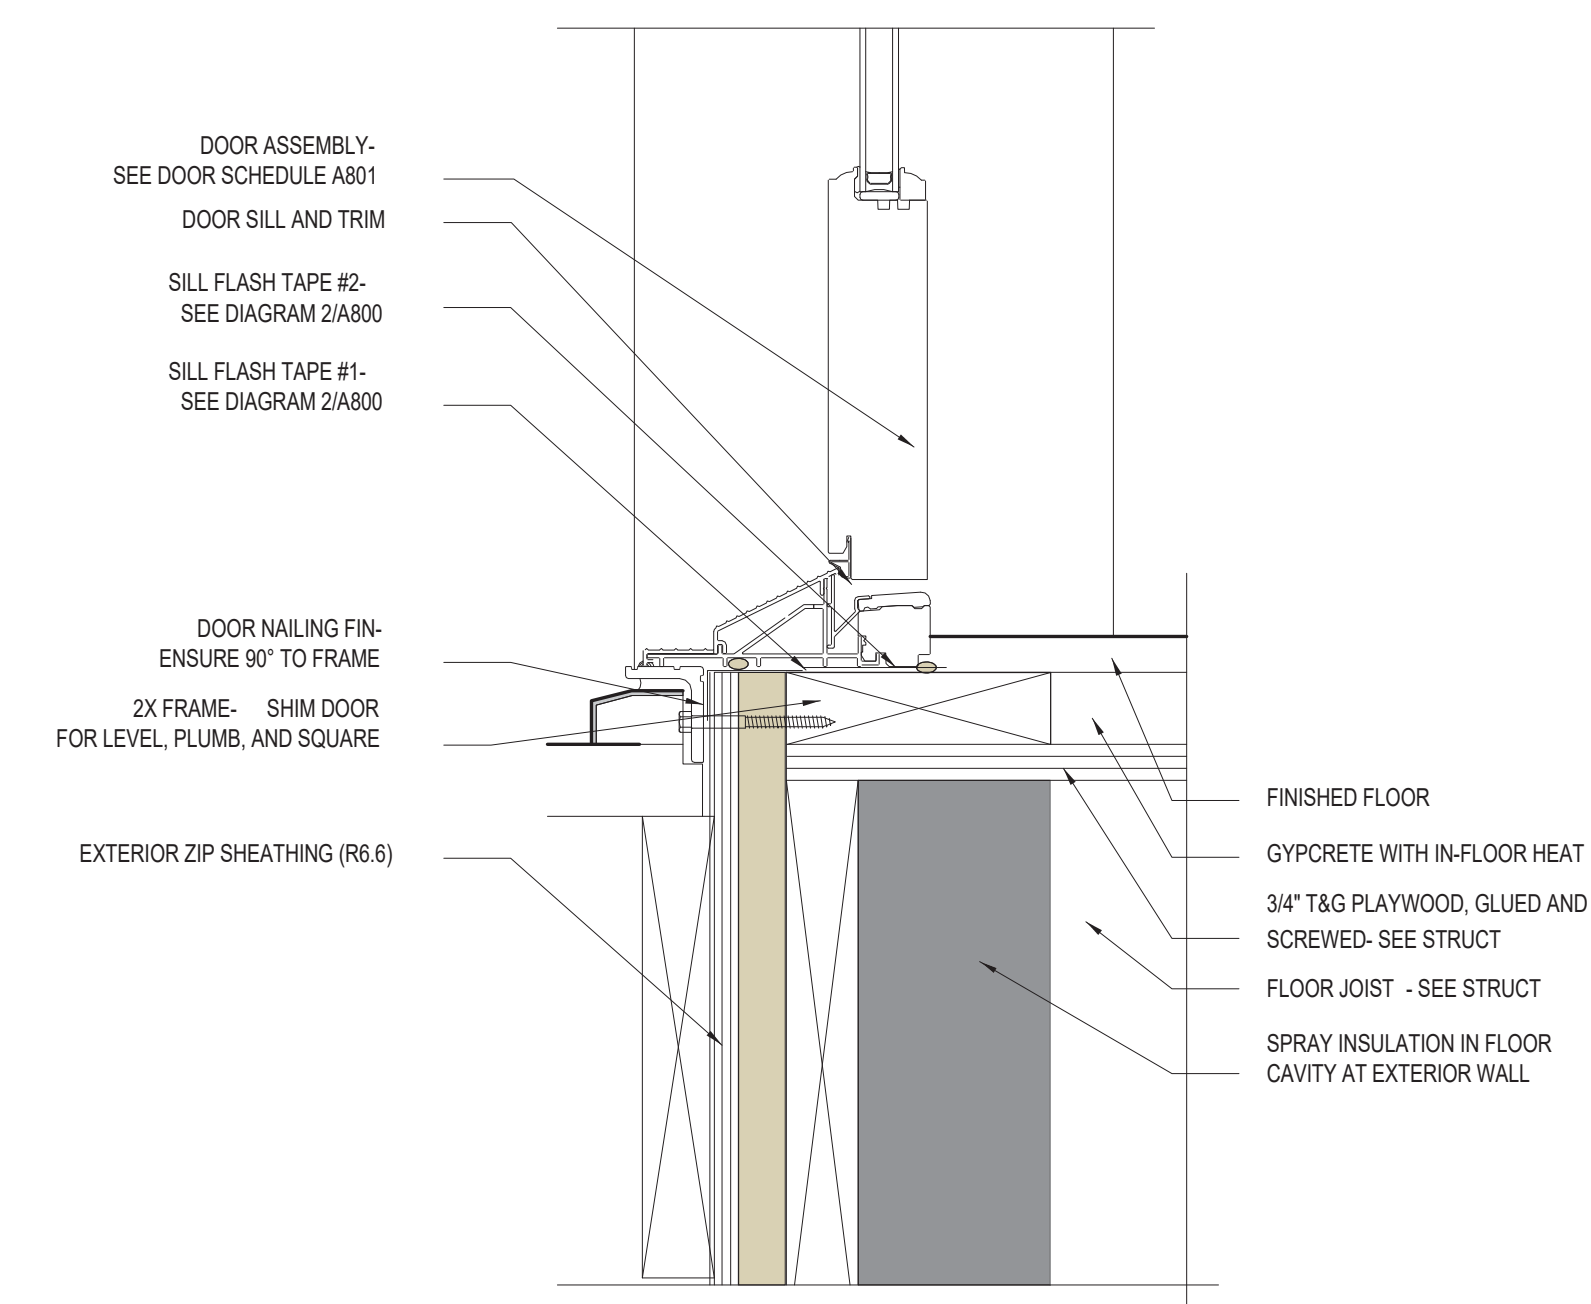 DOOR ASSEMBLY-
SEE DOOR SCHEDULE A801
DOOR SILL AND TRIM
SILL FLASH TAPE #2-
SEE DIAGRAM 2/A800
SILL FLASH TAPE #1-
SEE DIAGRAM 2/A800
DOOR NAILING FIN-
ENSURE 90° TO FRAME
2X FRAME- SHIM DOOR
FOR LEVEL, PLUMB, AND SQUARE
EXTERIOR ZIP SHEATHING (R6.6)
FINISHED FLOOR
GYPCRETE WITH IN-FLOOR HEAT
3/4" T&G PLAYWOOD, GLUED AND
SCREWED- SEE STRUCT
FLOOR JOIST - SEE STRUCT
SPRAY INSULATION IN FLOOR
CAVITY AT EXTERIOR WALL